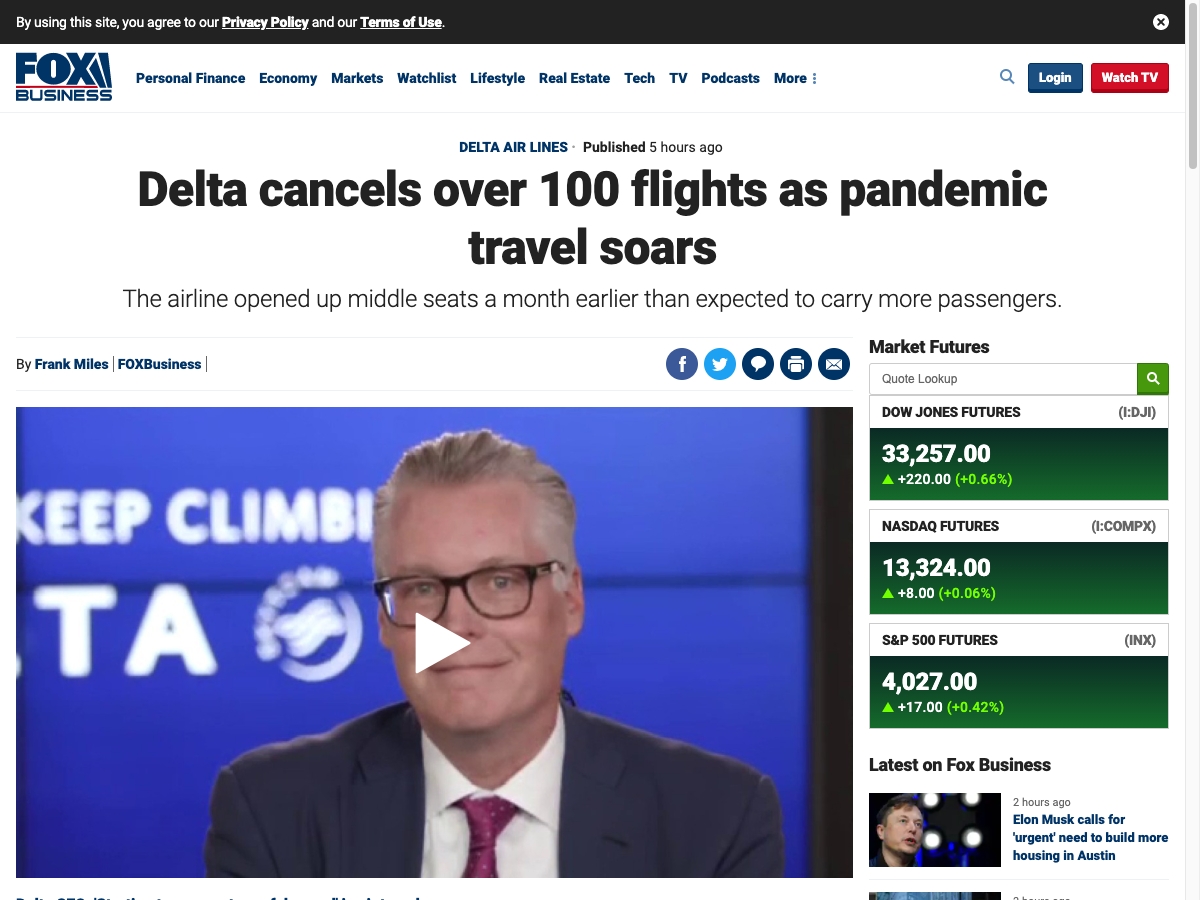 By using this site, you agree to our Privacy Policy and our Terms of Use.
FOX
BUSINESS
Personal Finance Economy Markets Watchlist Lifestyle Real Estate Tech TV Podcasts More
Login
Watch TV
DELTA AIR LINES · Published 5 hours ago
Delta cancels over 100 flights as pandemic
travel soars
The airline opened up middle seats a month earlier than expected to carry more passengers.
By Frank Miles FOXBusiness
KEEP CLIMBI
TA
Market Futures
Quote Lookup
DOW JONES FUTURES (I:DJI)
33,257.00
+220.00 (+0.66%)
NASDAQ FUTURES (I:COMPX)
13,324.00
+8.00 (+0.06%)
S&P 500 FUTURES (INX)
4,027.00
+17.00 (+0.42%)
Latest on Fox Business
2 hours ago
Elon Musk calls for
'urgent' need to build more
housing in Austin
2 hours ago